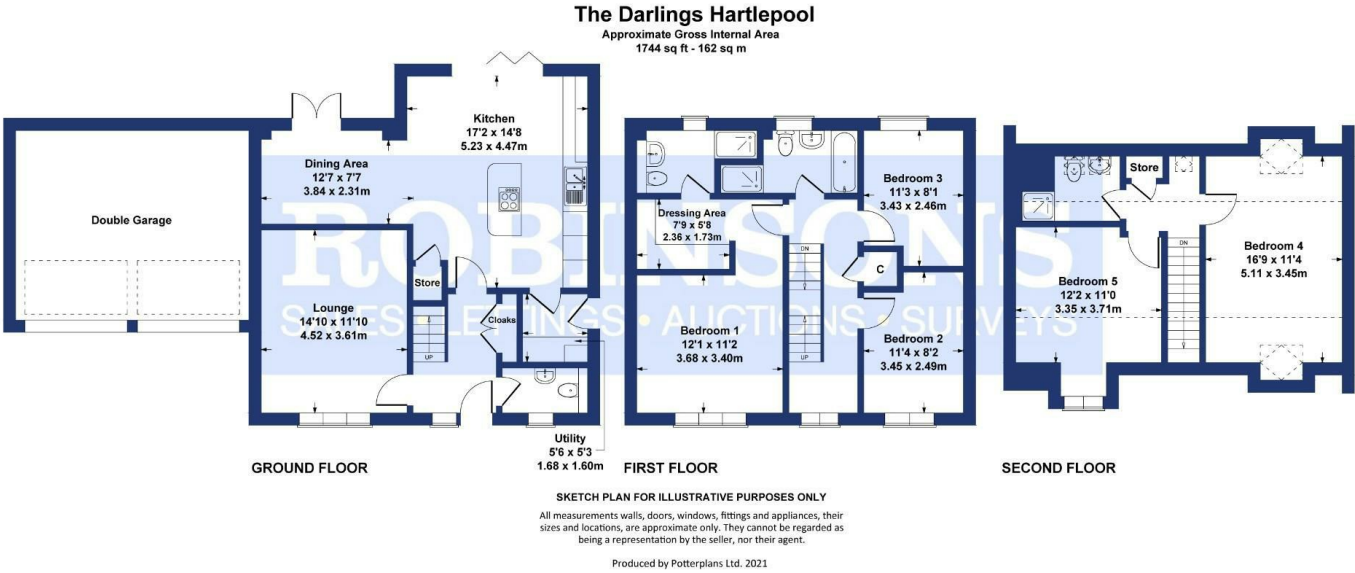 The Darlings Hartlepool
Approximate Gross Internal Area
1744 sq ft - 162 sq m
Double Garage
Dining Area
12'7 x 7'7
3.84 x 2.31m
Kitchen
17'2 x 14'8
5.23 x 4.47m
Lounge
14'10 x 11'10
4.52 x 3.61m
Store
UP
Cloaks
Utility
5'6 x 5'3
1.68 x 1.60m
GROUND FLOOR
Dressing Area
7'9 x 5'8
2.36 x 1.73m
Bedroom 3
11'3 x 8'1
3.43 x 2.46m
DN
C
Bedroom 1
12'1 x 11'2
3.68 x 3.40m
UP
Bedroom 2
11'4 x 8'2
3.45 x 2.49m
FIRST FLOOR
Store
DN
Bedroom 4
16'9 x 11'4
5.11 x 3.45m
Bedroom 5
12'2 x 11'0
3.35 x 3.71m
SECOND FLOOR
ROBINSONS
SALES • LETTINGS • AUCTIONS • SURVEYS
SKETCH PLAN FOR ILLUSTRATIVE PURPOSES ONLY
All measurements walls, doors, windows, fittings and appliances, their
sizes and locations, are approximate only. They cannot be regarded as
being a representation by the seller, nor their agent.
Produced by Potterplans Ltd. 2021